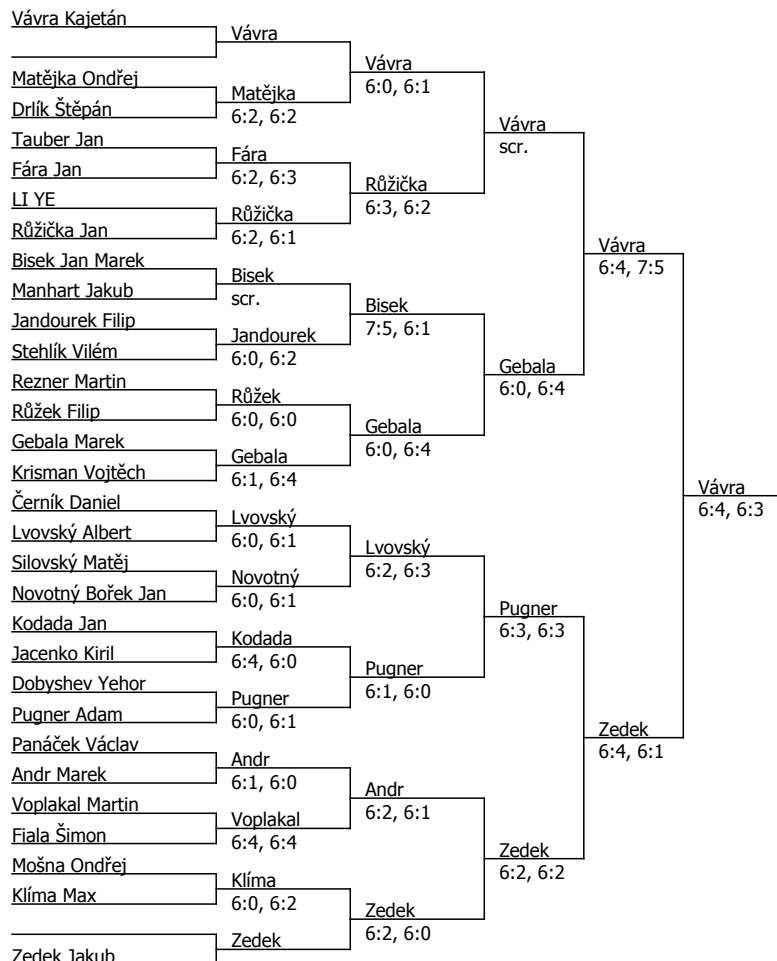 Vávra Kajetán
Vávra
Vávra
6:0, 6:1
Matějka Ondřej
Matějka
6:2, 6:2
Drlík Štěpán
Vávra
scr.
Tauber Jan
Fára
6:2, 6:3
Fára Jan
Růžička
6:3, 6:2
LI YE
Růžička
6:2, 6:1
Růžička Jan
Vávra
6:4, 7:5
Bisek Jan Marek
Bisek
scr.
Manhart Jakub
Bisek
7:5, 6:1
Jandourek Filip
Jandourek
6:0, 6:2
Stehlík Vilém
Gebala
6:0, 6:4
Rezner Martin
Růžek
6:0, 6:0
Růžek Filip
Gebala
6:0, 6:4
Gebala Marek
Gebala
6:1, 6:4
Krisman Vojtěch
Vávra
6:4, 6:3
Černík Daniel
Lvovský
6:0, 6:1
Lvovský Albert
Lvovský
6:2, 6:3
Silovský Matěj
Novotný
6:0, 6:1
Novotný Bořek Jan
Pugner
6:3, 6:3
Kodada Jan
Kodada
6:4, 6:0
Jacenko Kiril
Pugner
6:1, 6:0
Dobyshev Yehor
Pugner
6:0, 6:1
Pugner Adam
Zedek
6:4, 6:1
Panáček Václav
Andr
6:1, 6:0
Andr Marek
Andr
6:2, 6:1
Voplakal Martin
Voplakal
6:4, 6:4
Fiala Šimon
Zedek
6:2, 6:2
Mošna Ondřej
Klíma
6:0, 6:2
Klíma Max
Zedek
6:2, 6:0
Zedek
Zedek Jakub